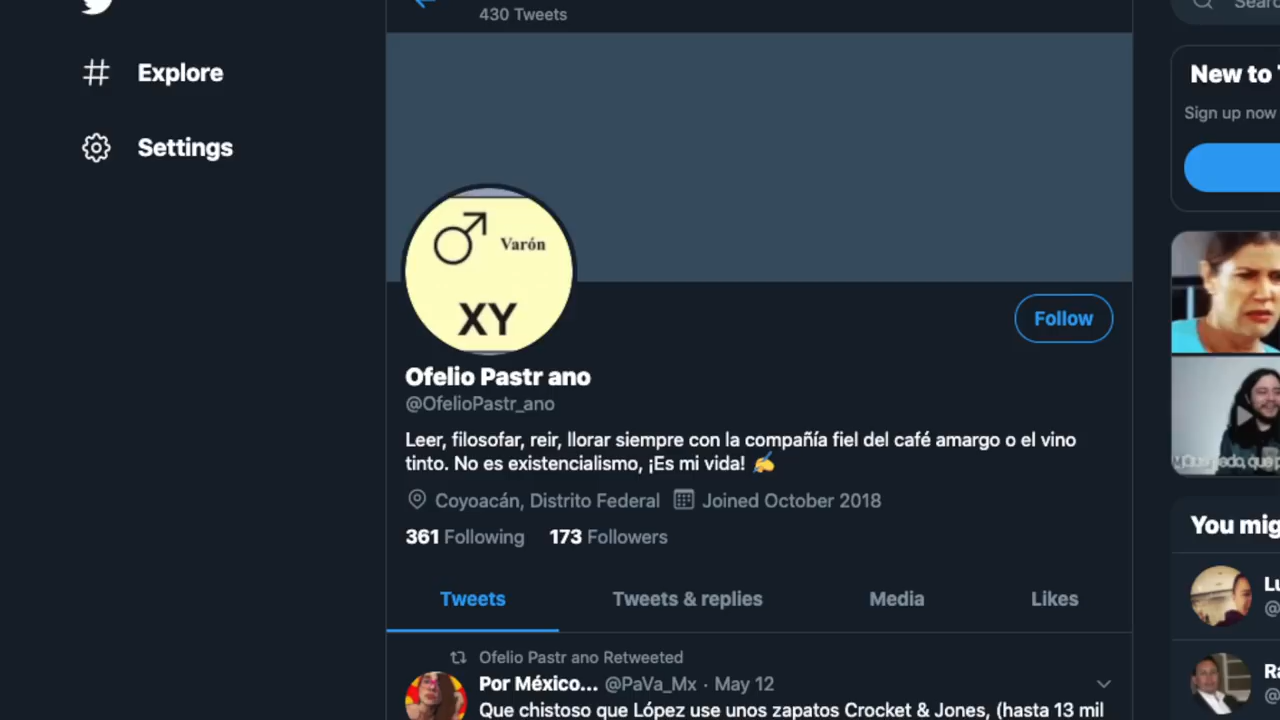 430 Tweets
Explore
Settings
Sear
New to
Sign up now
Varón
XY
Follow
Ofelio Pastr ano
@OfelioPastr_ano
Leer, filosofar, reir, llorar siempre con la compañía fiel del café amargo o el vino
tinto. No es existencialismo, ¡Es mi vida! ✍️
Coyoacán, Distrito Federal Joined October 2018
361 Following 173 Followers
You mig
Tweets Tweets & replies Media Likes
Ofelio Pastr ano Retweeted
Por México... @PaVa_Mx · May 12
Que chistoso que López use unos zapatos Crocket & Jones, (hasta 13 mil